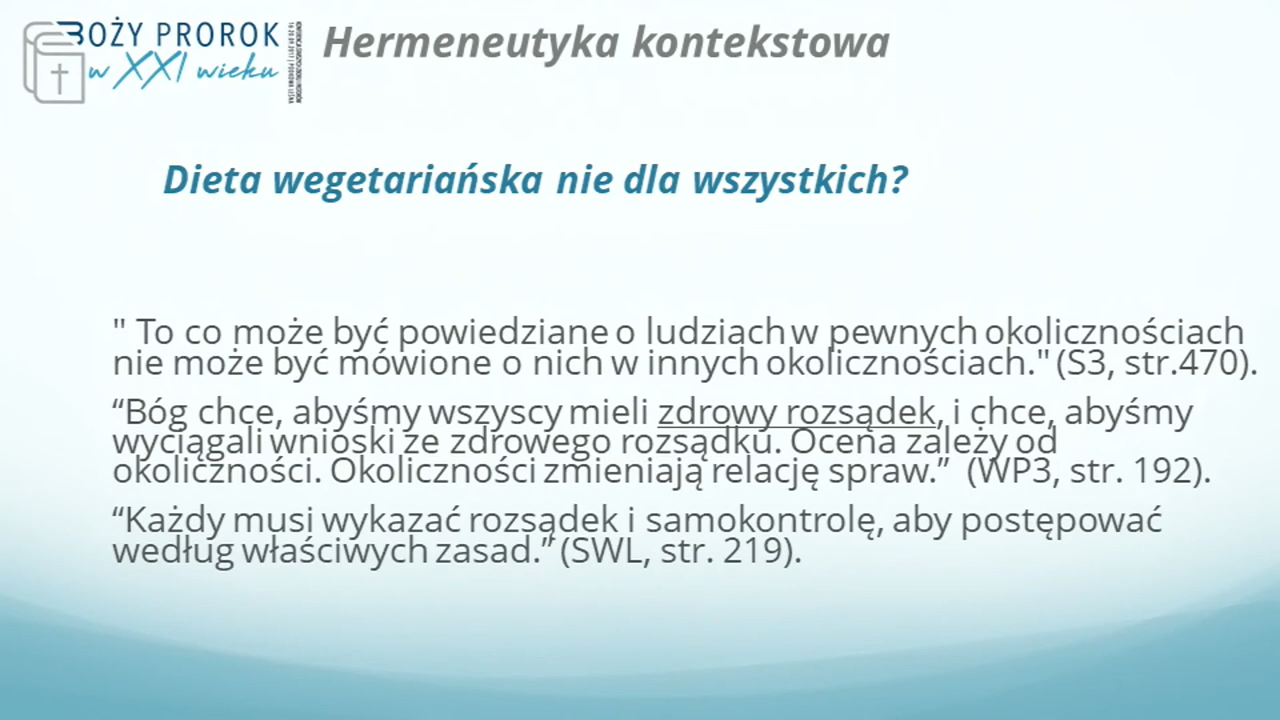 BOŻY PROROK
w XXI wieku
Hermeneutyka kontekstowa
Dieta wegetariańska nie dla wszystkich?
" To co może być powiedziane o ludziach w pewnych okolicznościach
nie może być mówione o nich w innych okolicznościach." (S3, str.470).
“Bóg chce, abyśmy wszyscy mieli zdrowy rozsądek, i chce, abyśmy
wyciągali wnioski ze zdrowego rozsądku. Ocena zależy od
okoliczności. Okoliczności zmieniają relację spraw.” (WP3, str. 192).
“Każdy musi wykazać rozsądek i samokontrolę, aby postępować
według właściwych zasad.” (SWL, str. 219).